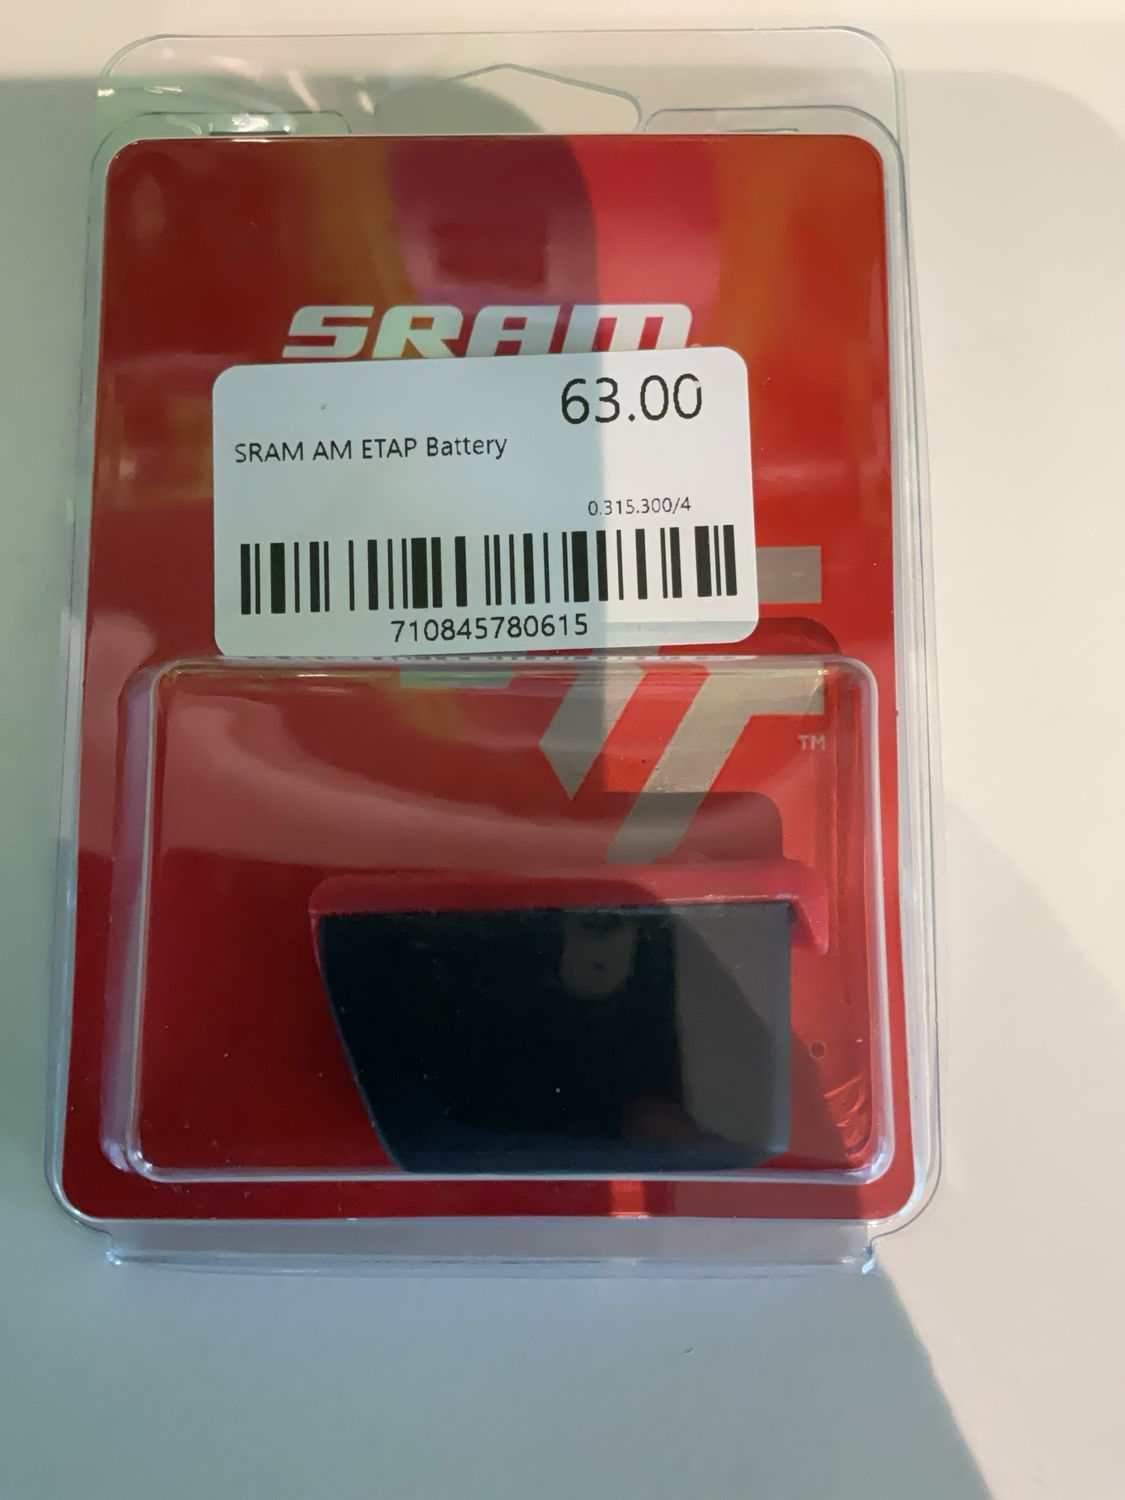 SRAM
63.00
SRAM AM ETAP Battery
0.315.300/4
710845780615
TM